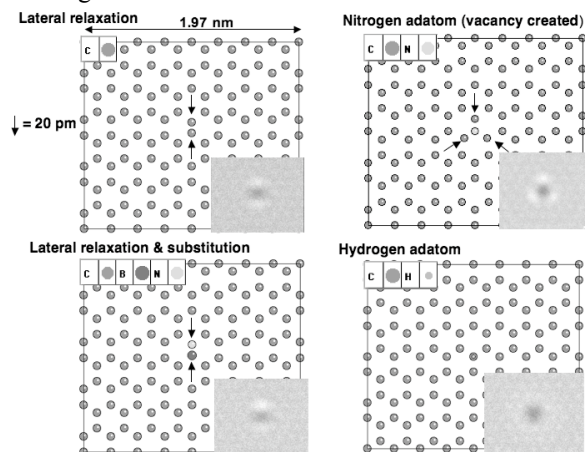 Lateral relaxation
1.97 nm
C
↓ = 20 pm
Nitrogen adatom (vacancy created)
C N
Lateral relaxation & substitution
C B N
Hydrogen adatom
C H